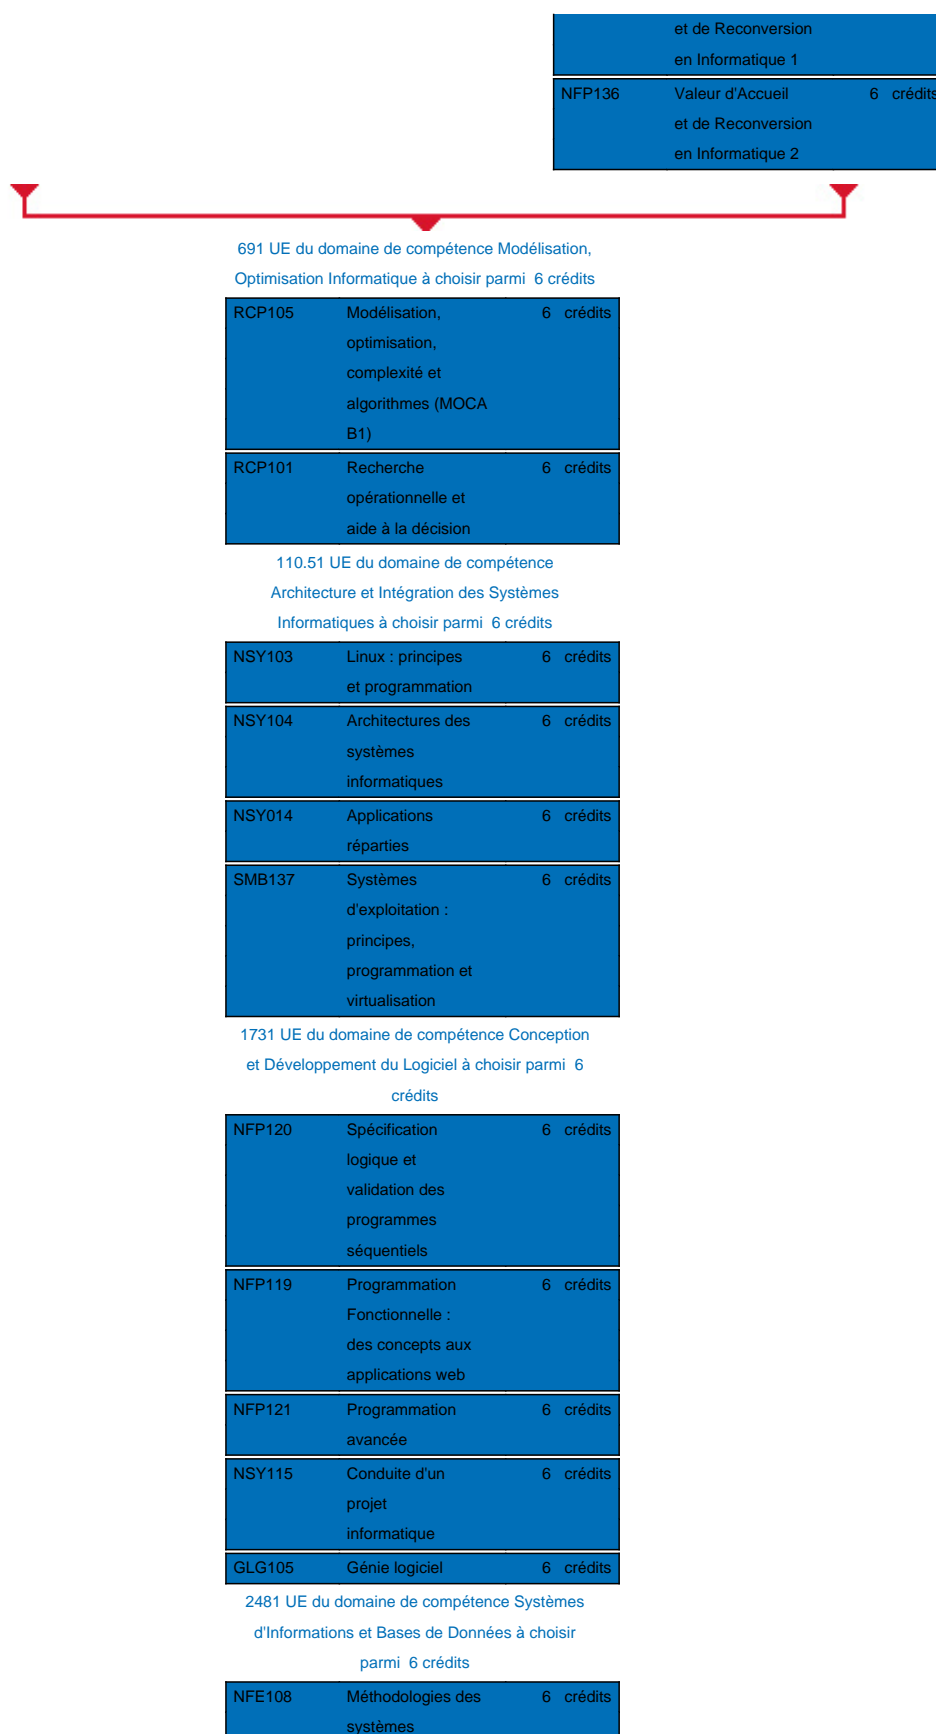 et de Reconversion
en Informatique 1
NFP136 Valeur d'Accueil 6 crédits
et de Reconversion
en Informatique 2
691 UE du domaine de compétence Modélisation,
Optimisation Informatique à choisir parmi 6 crédits
RCP105 Modélisation, 6 crédits
optimisation,
complexité et
algorithmes (MOCA
B1)
RCP101 Recherche 6 crédits
opérationnelle et
aide à la décision
110.51 UE du domaine de compétence
Architecture et Intégration des Systèmes
Informatiques à choisir parmi 6 crédits
NSY103 Linux : principes 6 crédits
et programmation
NSY104 Architectures des 6 crédits
systèmes
informatiques
NSY014 Applications 6 crédits
réparties
SMB137 Systèmes 6 crédits
d'exploitation :
principes,
programmation et
virtualisation
1731 UE du domaine de compétence Conception
et Développement du Logiciel à choisir parmi 6
crédits
NFP120 Spécification 6 crédits
logique et
validation des
programmes
séquentiels
NFP119 Programmation 6 crédits
Fonctionnelle :
des concepts aux
applications web
NFP121 Programmation 6 crédits
avancée
NSY115 Conduite d'un 6 crédits
projet
informatique
GLG105 Génie logiciel 6 crédits
2481 UE du domaine de compétence Systèmes
d'Informations et Bases de Données à choisir
parmi 6 crédits
NFE108 Méthodologies des 6 crédits
systèmes